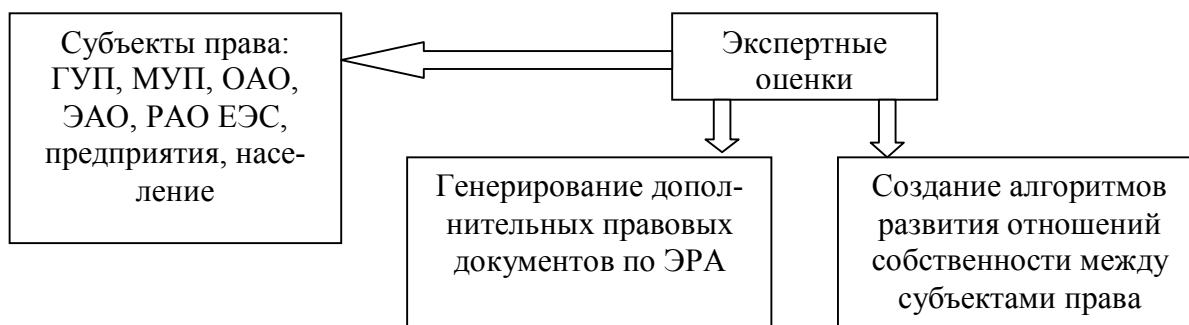 Субъекты права:
ГУП, МУП, ОАО,
ЭАО, РАО ЕЭС,
предприятия, насе-
ление
Экспертные
оценки
Генерирование допол-
нительных правовых
документов по ЭРА
Создание алгоритмов
развития отношений
собственности между
субъектами права